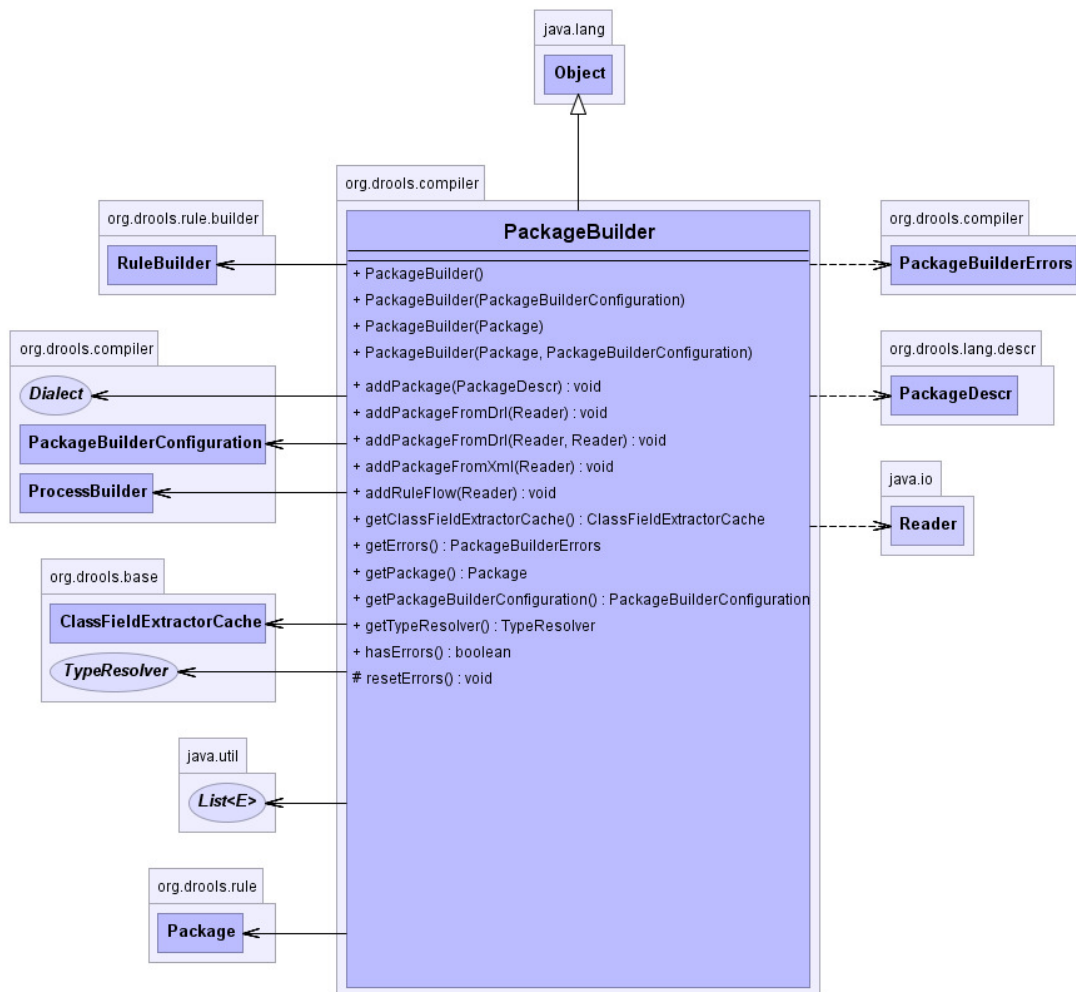 java.lang
Object
org.drools.compiler
PackageBuilder
+ PackageBuilder()
+ PackageBuilder(PackageBuilderConfiguration)
+ PackageBuilder(Package)
+ PackageBuilder(Package, PackageBuilderConfiguration)
+ addPackage(PackageDescr) : void
+ addPackageFromDrl(Reader) : void
+ addPackageFromDrl(Reader, Reader) : void
+ addPackageFromXml(Reader) : void
+ addRuleFlow(Reader) : void
+ getClassFieldExtractorCache() : ClassFieldExtractorCache
+ getErrors() : PackageBuilderErrors
+ getPackage() : Package
+ getPackageBuilderConfiguration() : PackageBuilderConfiguration
+ getTypeResolver() : TypeResolver
+ hasErrors() : boolean
# resetErrors() : void
org.drools.rule.builder
RuleBuilder
org.drools.compiler
Dialect
PackageBuilderConfiguration
ProcessBuilder
org.drools.base
ClassFieldExtractorCache
TypeResolver
java.util
List<E>
org.drools.rule
Package
org.drools.compiler
PackageBuilderErrors
org.drools.lang.descr
PackageDescr
java.io
Reader